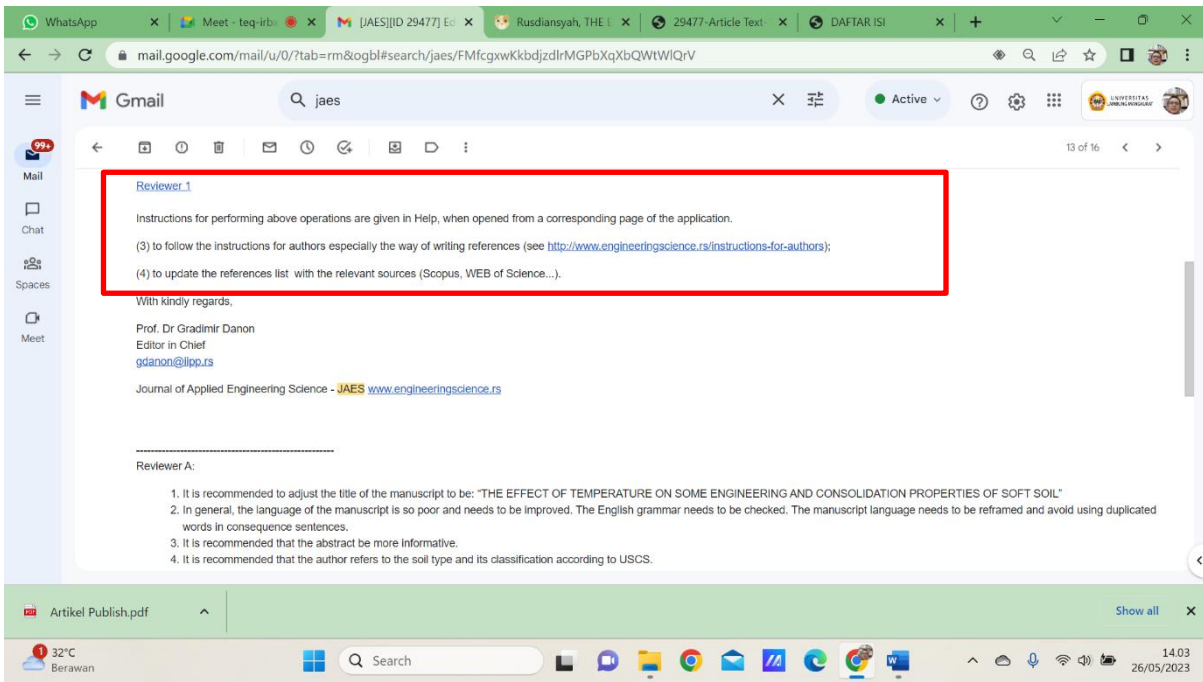 WhatsApp
Meet - teq-irb
[JAES][ID 29477] Ed
Rusdiansyah, THE E
29477-Article Text-
DAFTAR ISI
mail.google.com/mail/u/0/?tab=rm&ogbl#search/jaes/FMfcgxwKkbdjzdlrMGPbXqXbQWtWlQrV
Gmail
jaes
Active
UNIVERSITAS
LAMBUNG MANGKURAT
99+
Mail
Chat
Spaces
Meet
13 of 16
Reviewer 1
Instructions for performing above operations are given in Help, when opened from a corresponding page of the application.
(3) to follow the instructions for authors especially the way of writing references (see http://www.engineeringscience.rs/instructions-for-authors);
(4) to update the references list with the relevant sources (Scopus, WEB of Science...).
With kindly regards,
Prof. Dr Gradimir Danon
Editor in Chief
gdanon@iipp.rs
Journal of Applied Engineering Science - JAES www.engineeringscience.rs
------------------------------------------------------
Reviewer A:
1. It is recommended to adjust the title of the manuscript to be: “THE EFFECT OF TEMPERATURE ON SOME ENGINEERING AND CONSOLIDATION PROPERTIES OF SOFT SOIL”
2. In general, the language of the manuscript is so poor and needs to be improved. The English grammar needs to be checked. The manuscript language needs to be reframed and avoid using duplicated
words in consequence sentences.
3. It is recommended that the abstract be more informative.
4. It is recommended that the author refers to the soil type and its classification according to USCS.
Artikel Publish.pdf
Show all
1
32°C
Berawan
Search
14.03
26/05/2023